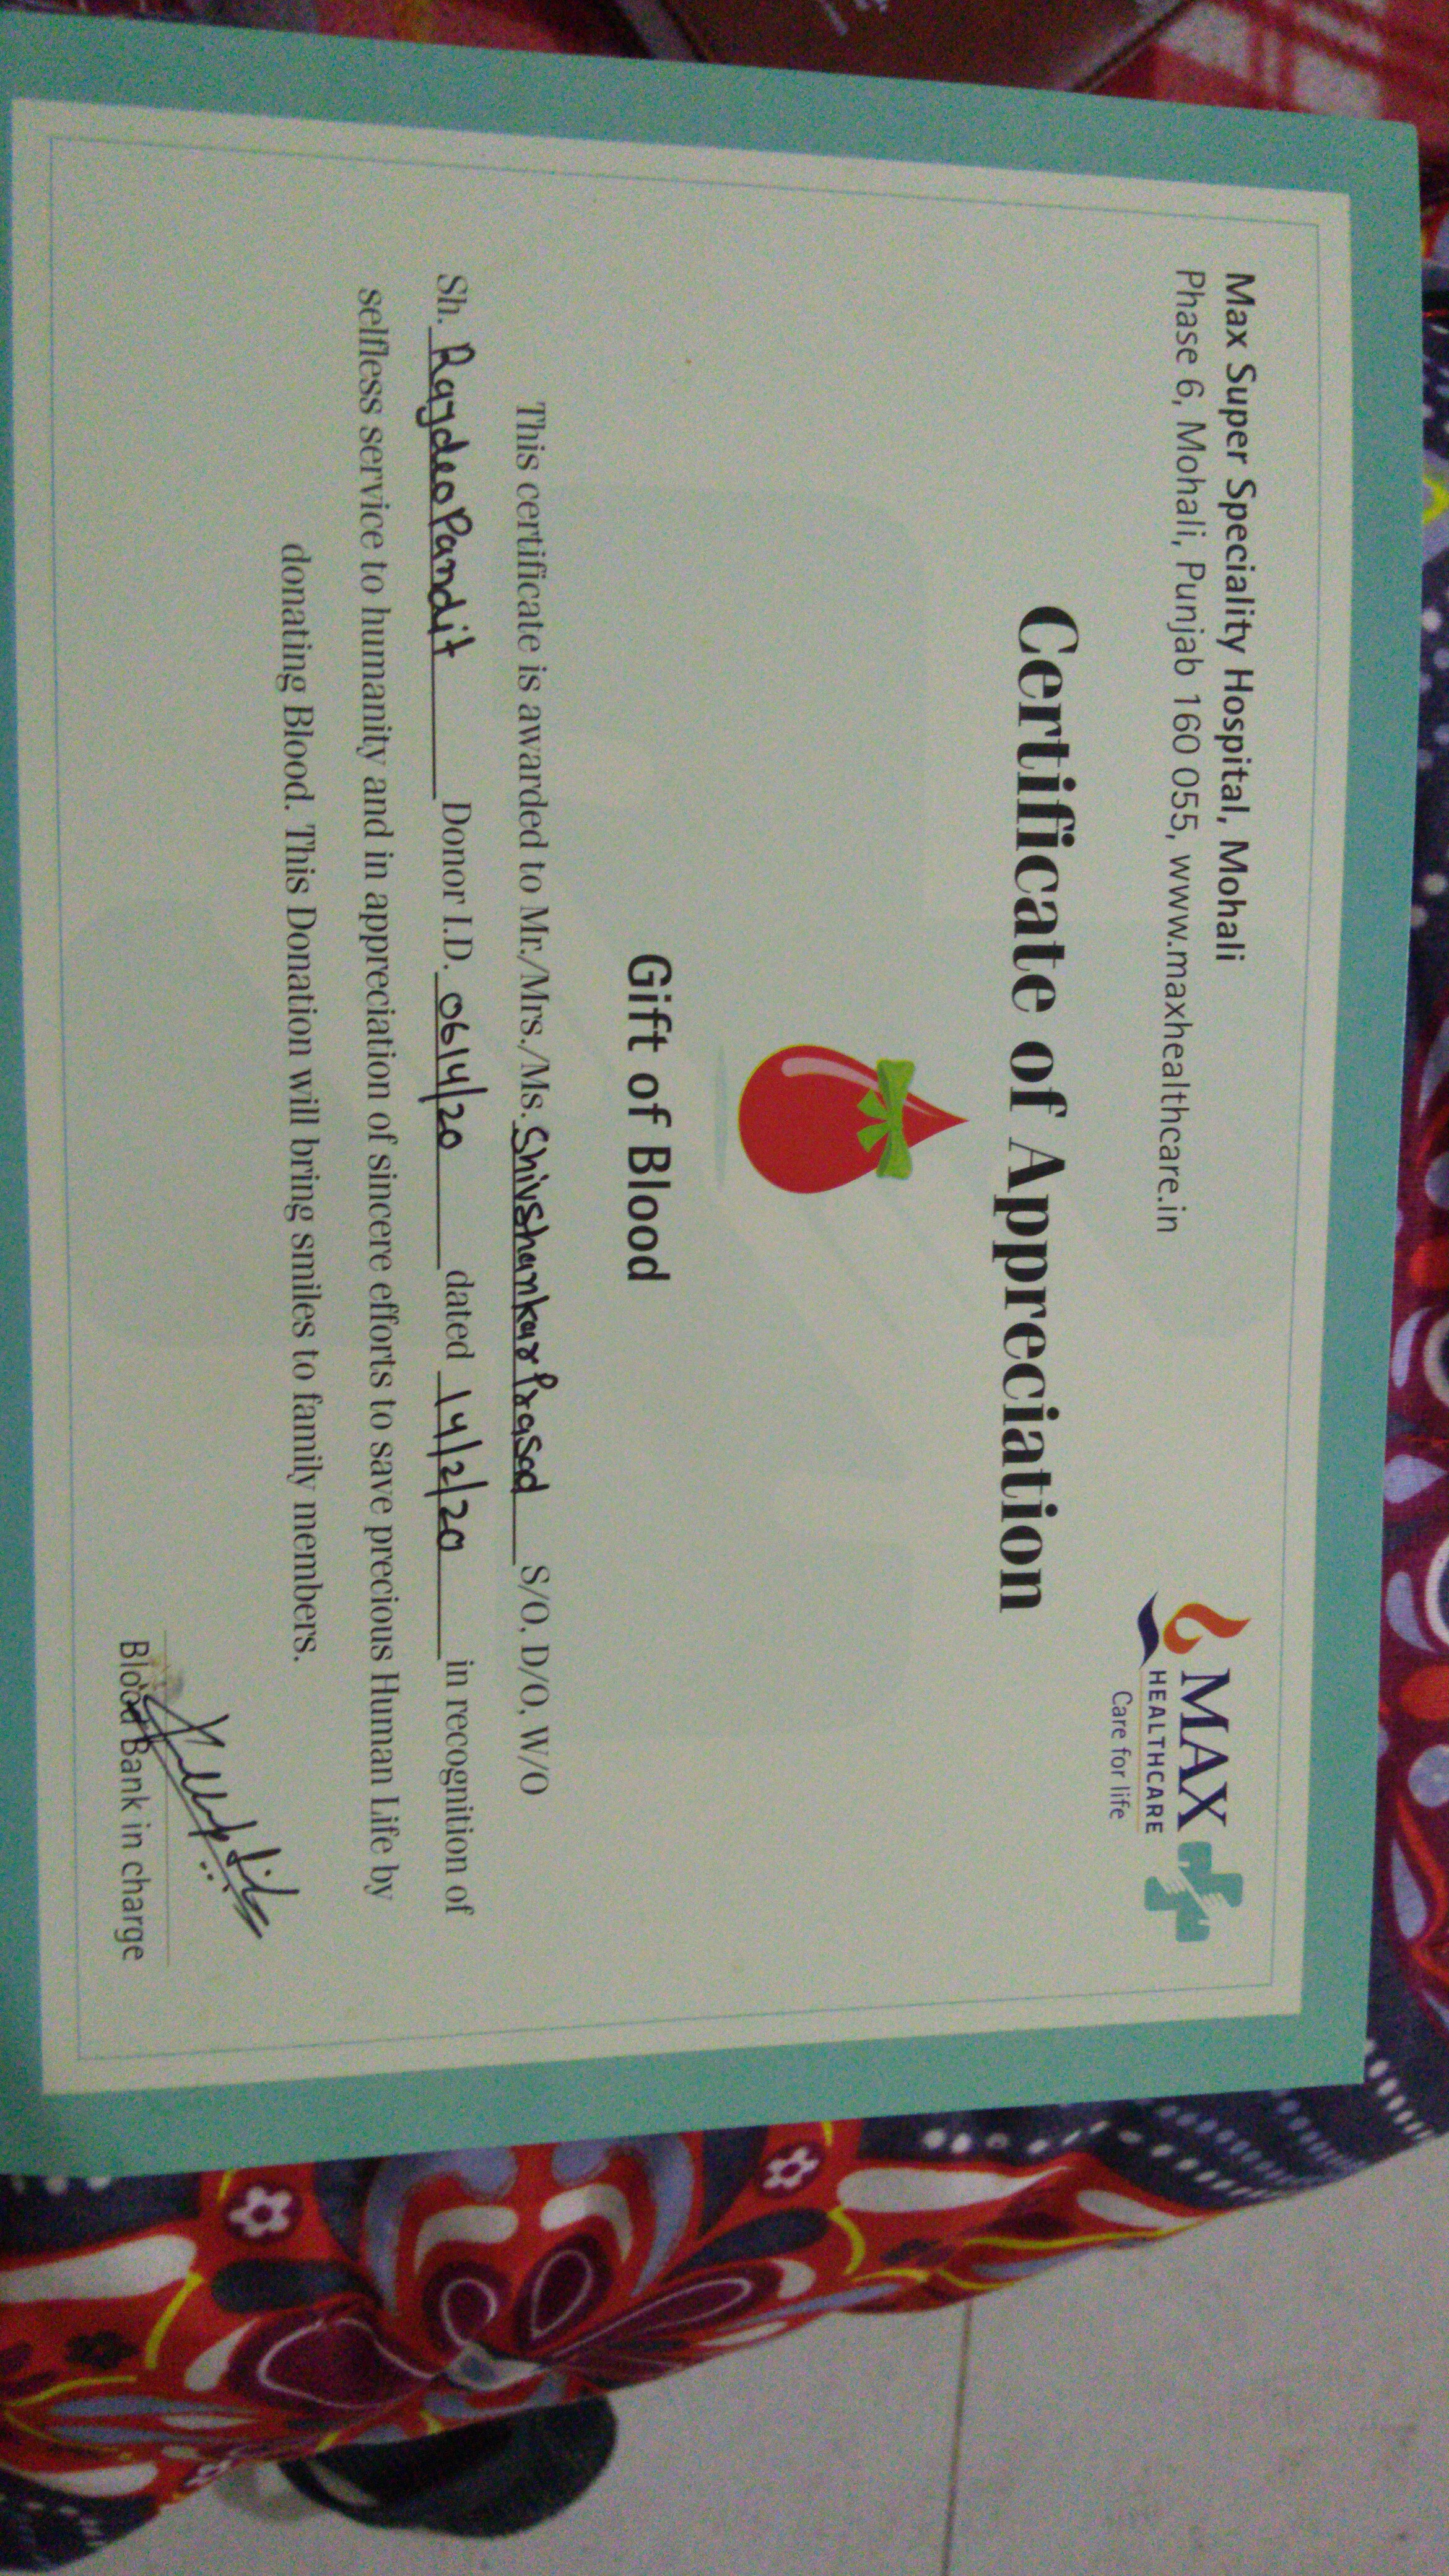 Max Super Speciality Hospital, Mohali
Phase 6, Mohali, Punjab 160 055, www.maxhealthcare.in
MAX
HEALTHCARE
Care for life
Certificate of Appreciation
Gift of Blood
This certificate is awarded to Mr./Mrs./Ms. Shivshankar Prasad S/O, D/O, W/O
Sh. Rajdeo Pandit Donor I.D. 0614/20 dated 14/2/20 in recognition of
selfless service to humanity and in appreciation of sincere efforts to save precious Human Life by
donating Blood. This Donation will bring smiles to family members.
Blood Bank in charge